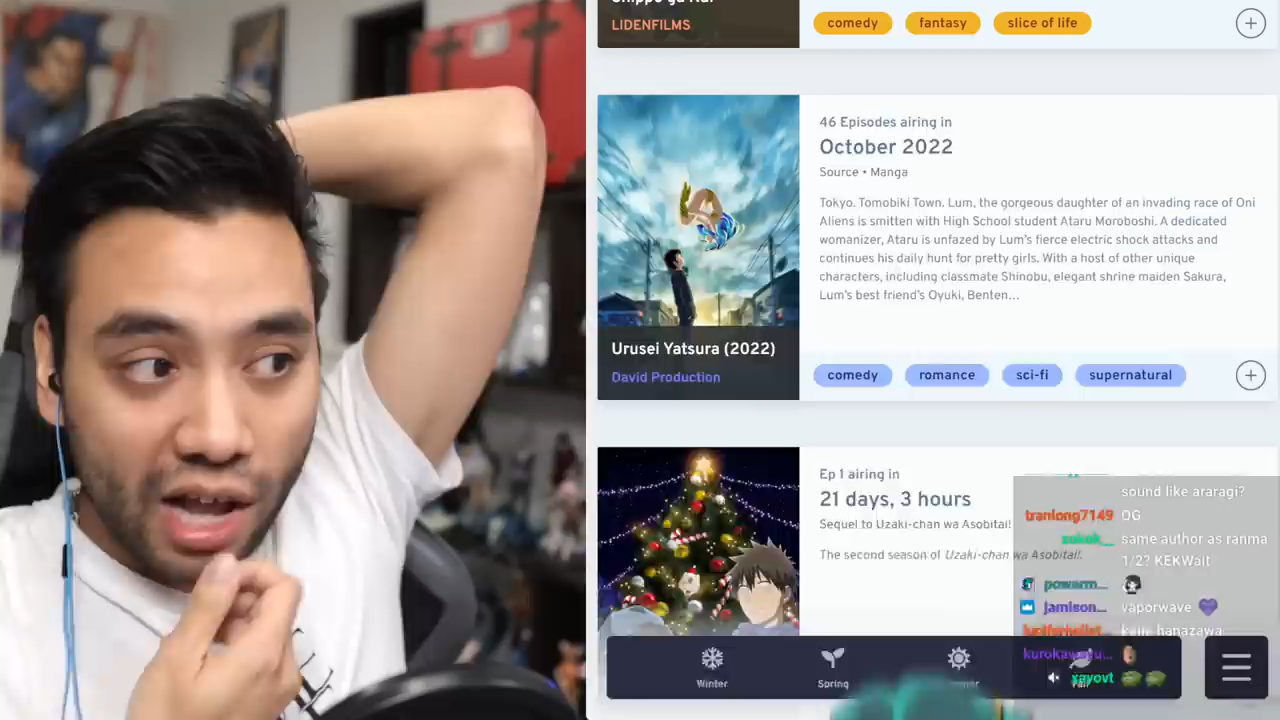 LIDENFILMS
comedy
fantasy
slice of life
46 Episodes airing in
October 2022
Source • Manga
Tokyo. Tomobiki Town. Lum, the gorgeous daughter of an invading race of Oni
Aliens is smitten with High School student Ataru Moroboshi. A dedicated
womanizer, Ataru is unfazed by Lum's fierce electric shock attacks and
continues his daily hunt for pretty girls. With a host of other unique
characters, including classmate Shinobu, elegant shrine maiden Sakura,
Lum's best friend's Oyuki, Benten...
Urusei Yatsura (2022)
David Production
comedy
romance
sci-fi
supernatural
Ep 1 airing in
21 days, 3 hours
Sequel to Uzaki-chan wa Asobitai!
The second season of Uzaki-chan wa Asobitai!.
sound like araragi?
tranlong7149 OG
zokok__ same author as ranma
1/2? KEKWait
powarm...
jamison... vaporwave
hanazawa
xayovt
Winter
Spring